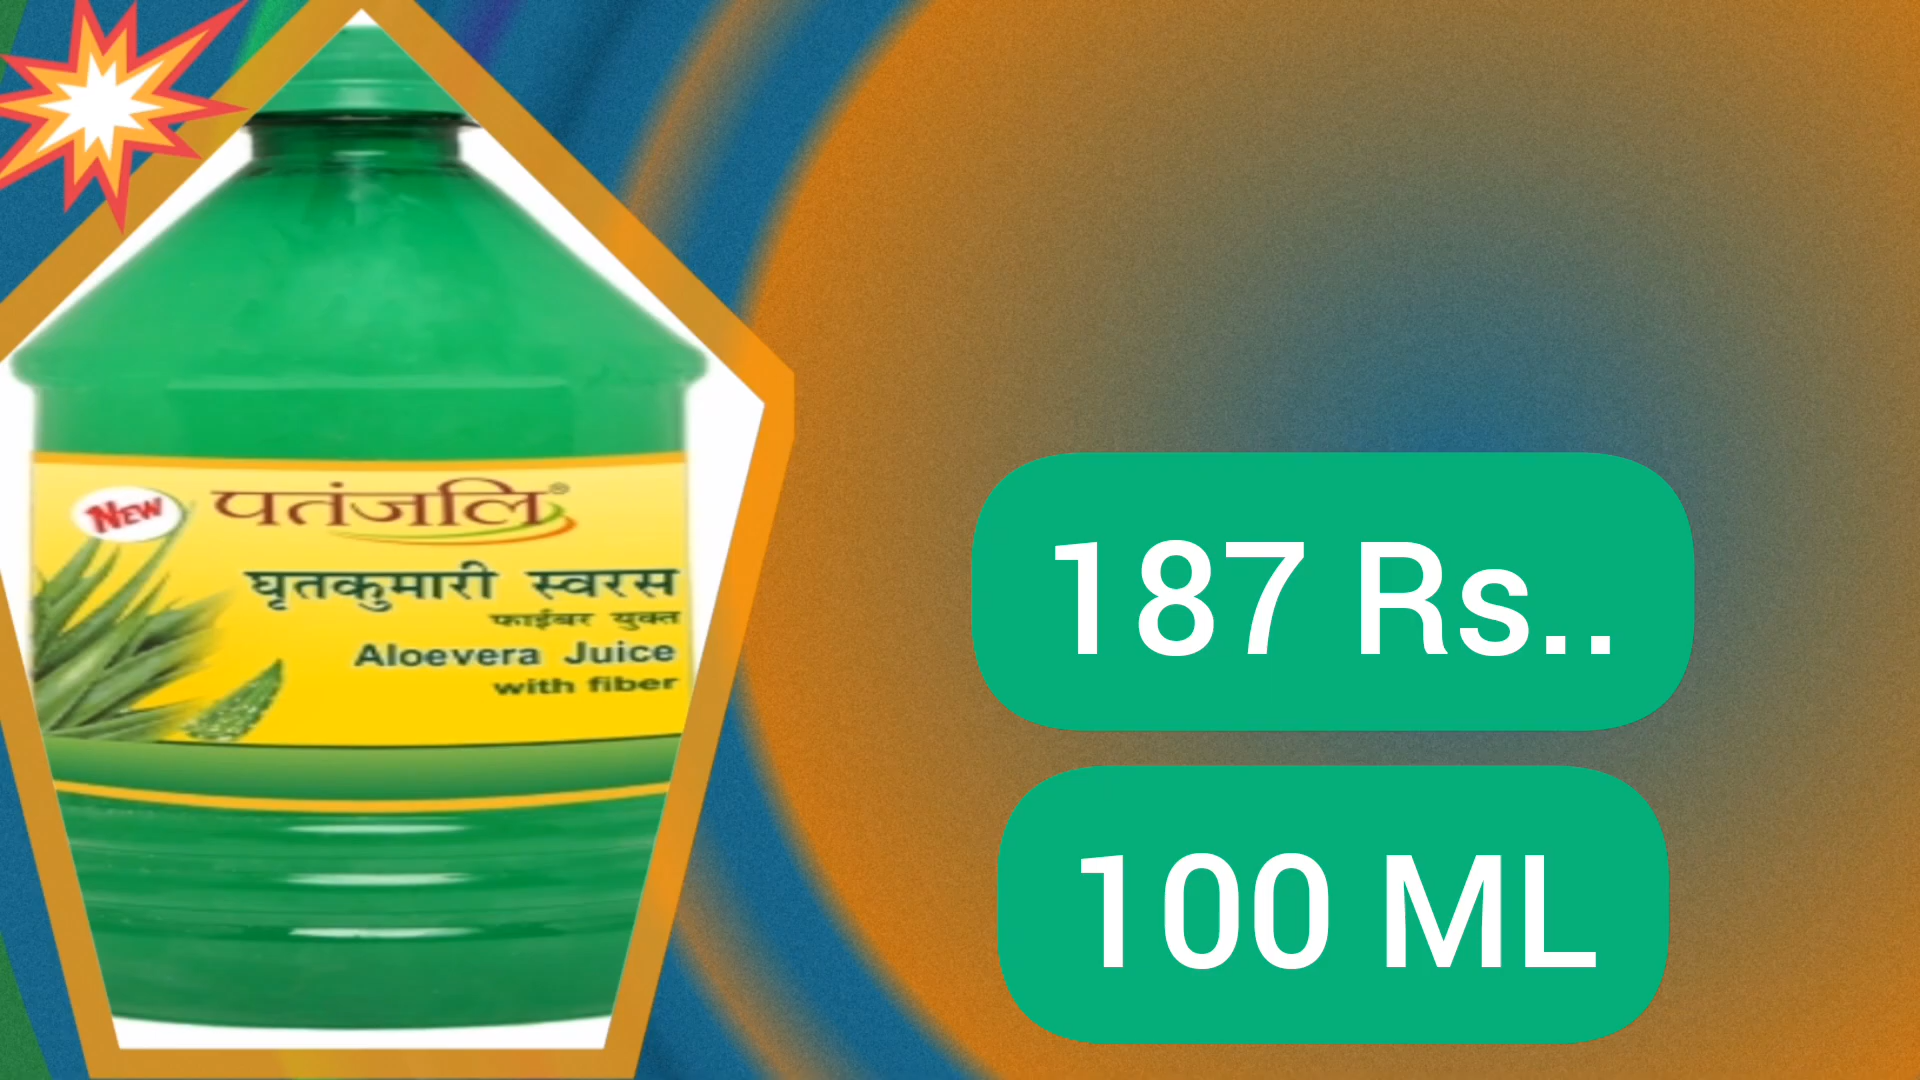 NEW
पतंजलि®
घृतकुमारी स्वरस
फाईबर युक्त
Aloevera Juice
with fiber
187 Rs..
100 ML